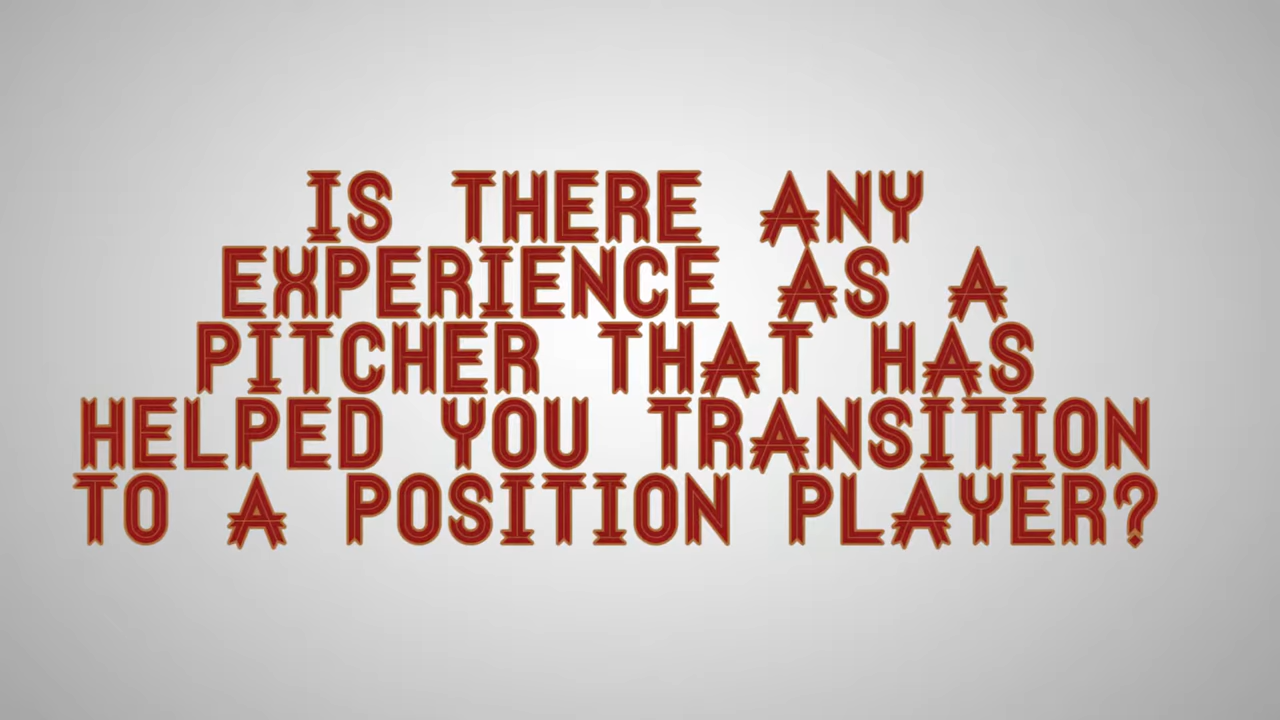 IS THERE ANY
EXPERIENCE AS A
PITCHER THAT HAS
HELPED YOU TRANSITION
TO A POSITION PLAYER?